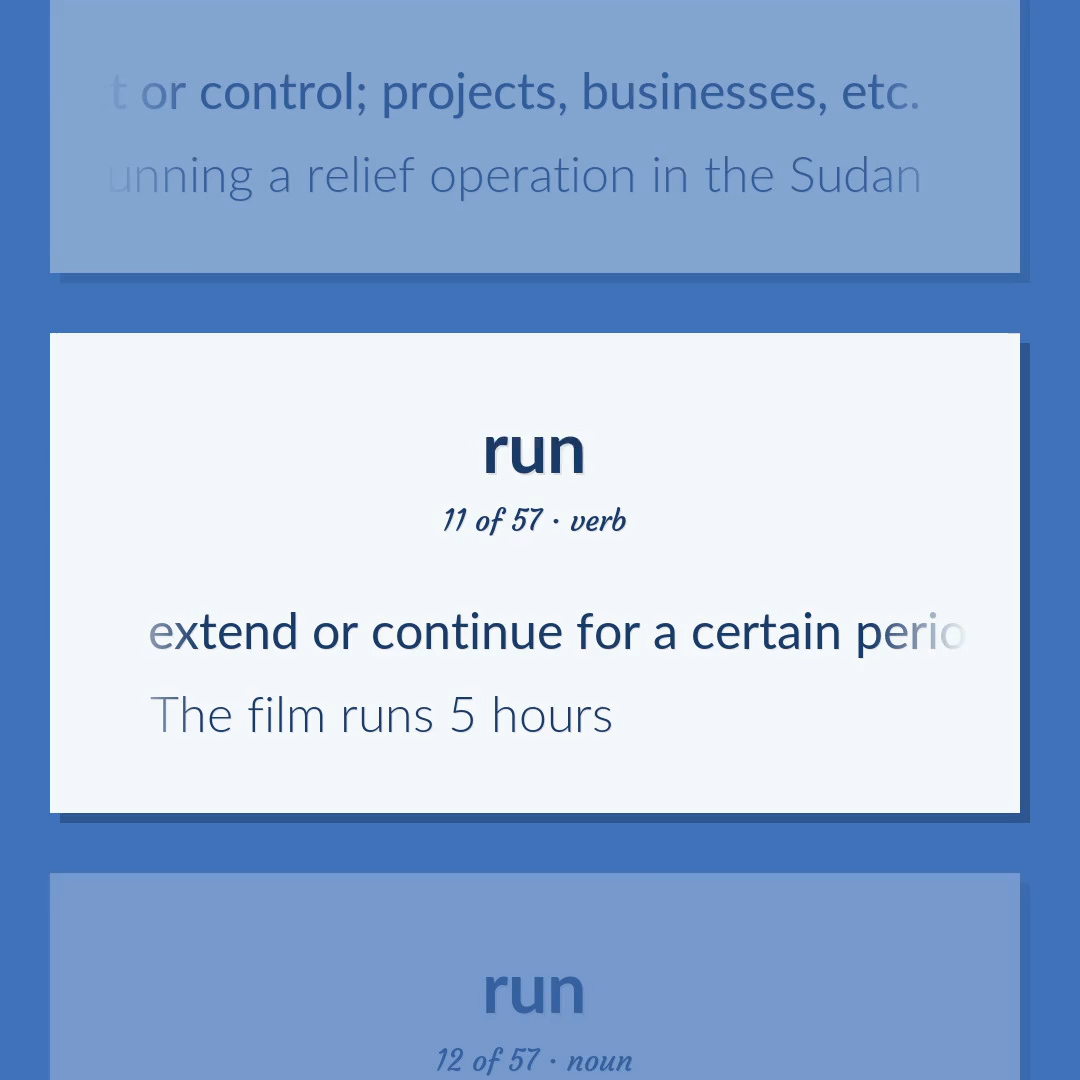 or control; projects, businesses, etc.
unning a relief operation in the Sudan
run
11 of 57 · verb
extend or continue for a certain perio
The film runs 5 hours
run
12 of 57 · noun